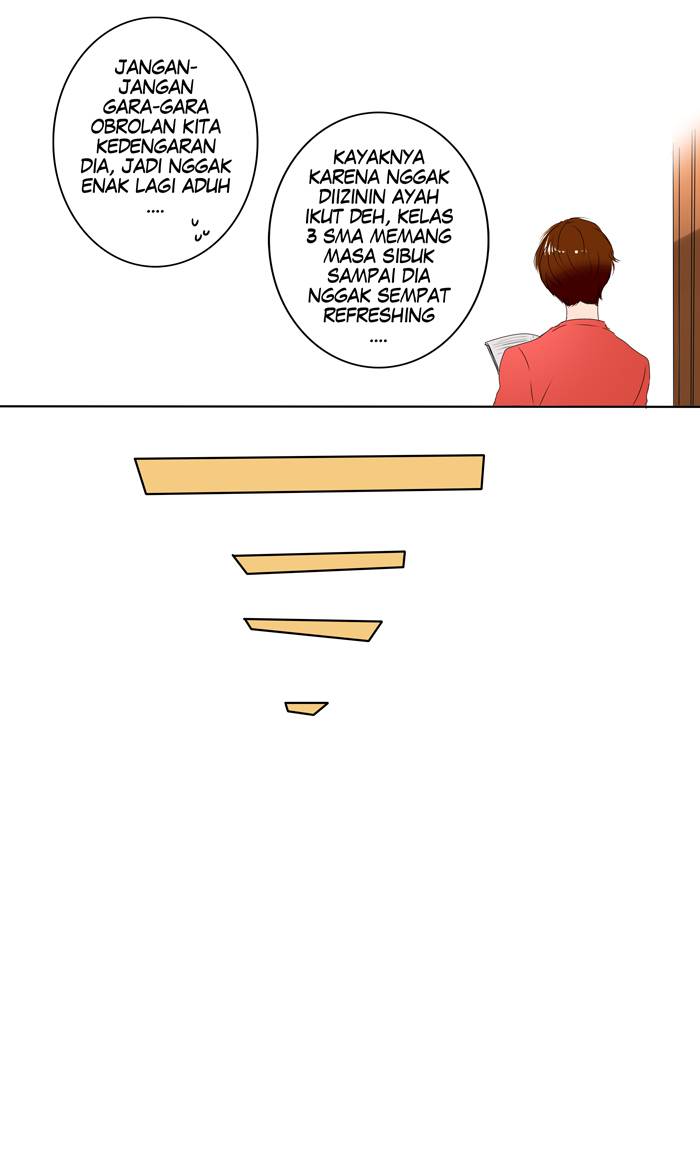 JANGAN-
JANGAN
GARA-GARA
OBROLAN KITA
KEDENGARAN
DIA, JADI NGGAK
ENAK LAGI ADUH
....
KAYAKNYA
KARENA NGGAK
DIIZININ AYAH
IKUT DEH, KELAS
3 SMA MEMANG
MASA SIBUK
SAMPAI DIA
NGGAK SEMPAT
REFRESHING
....